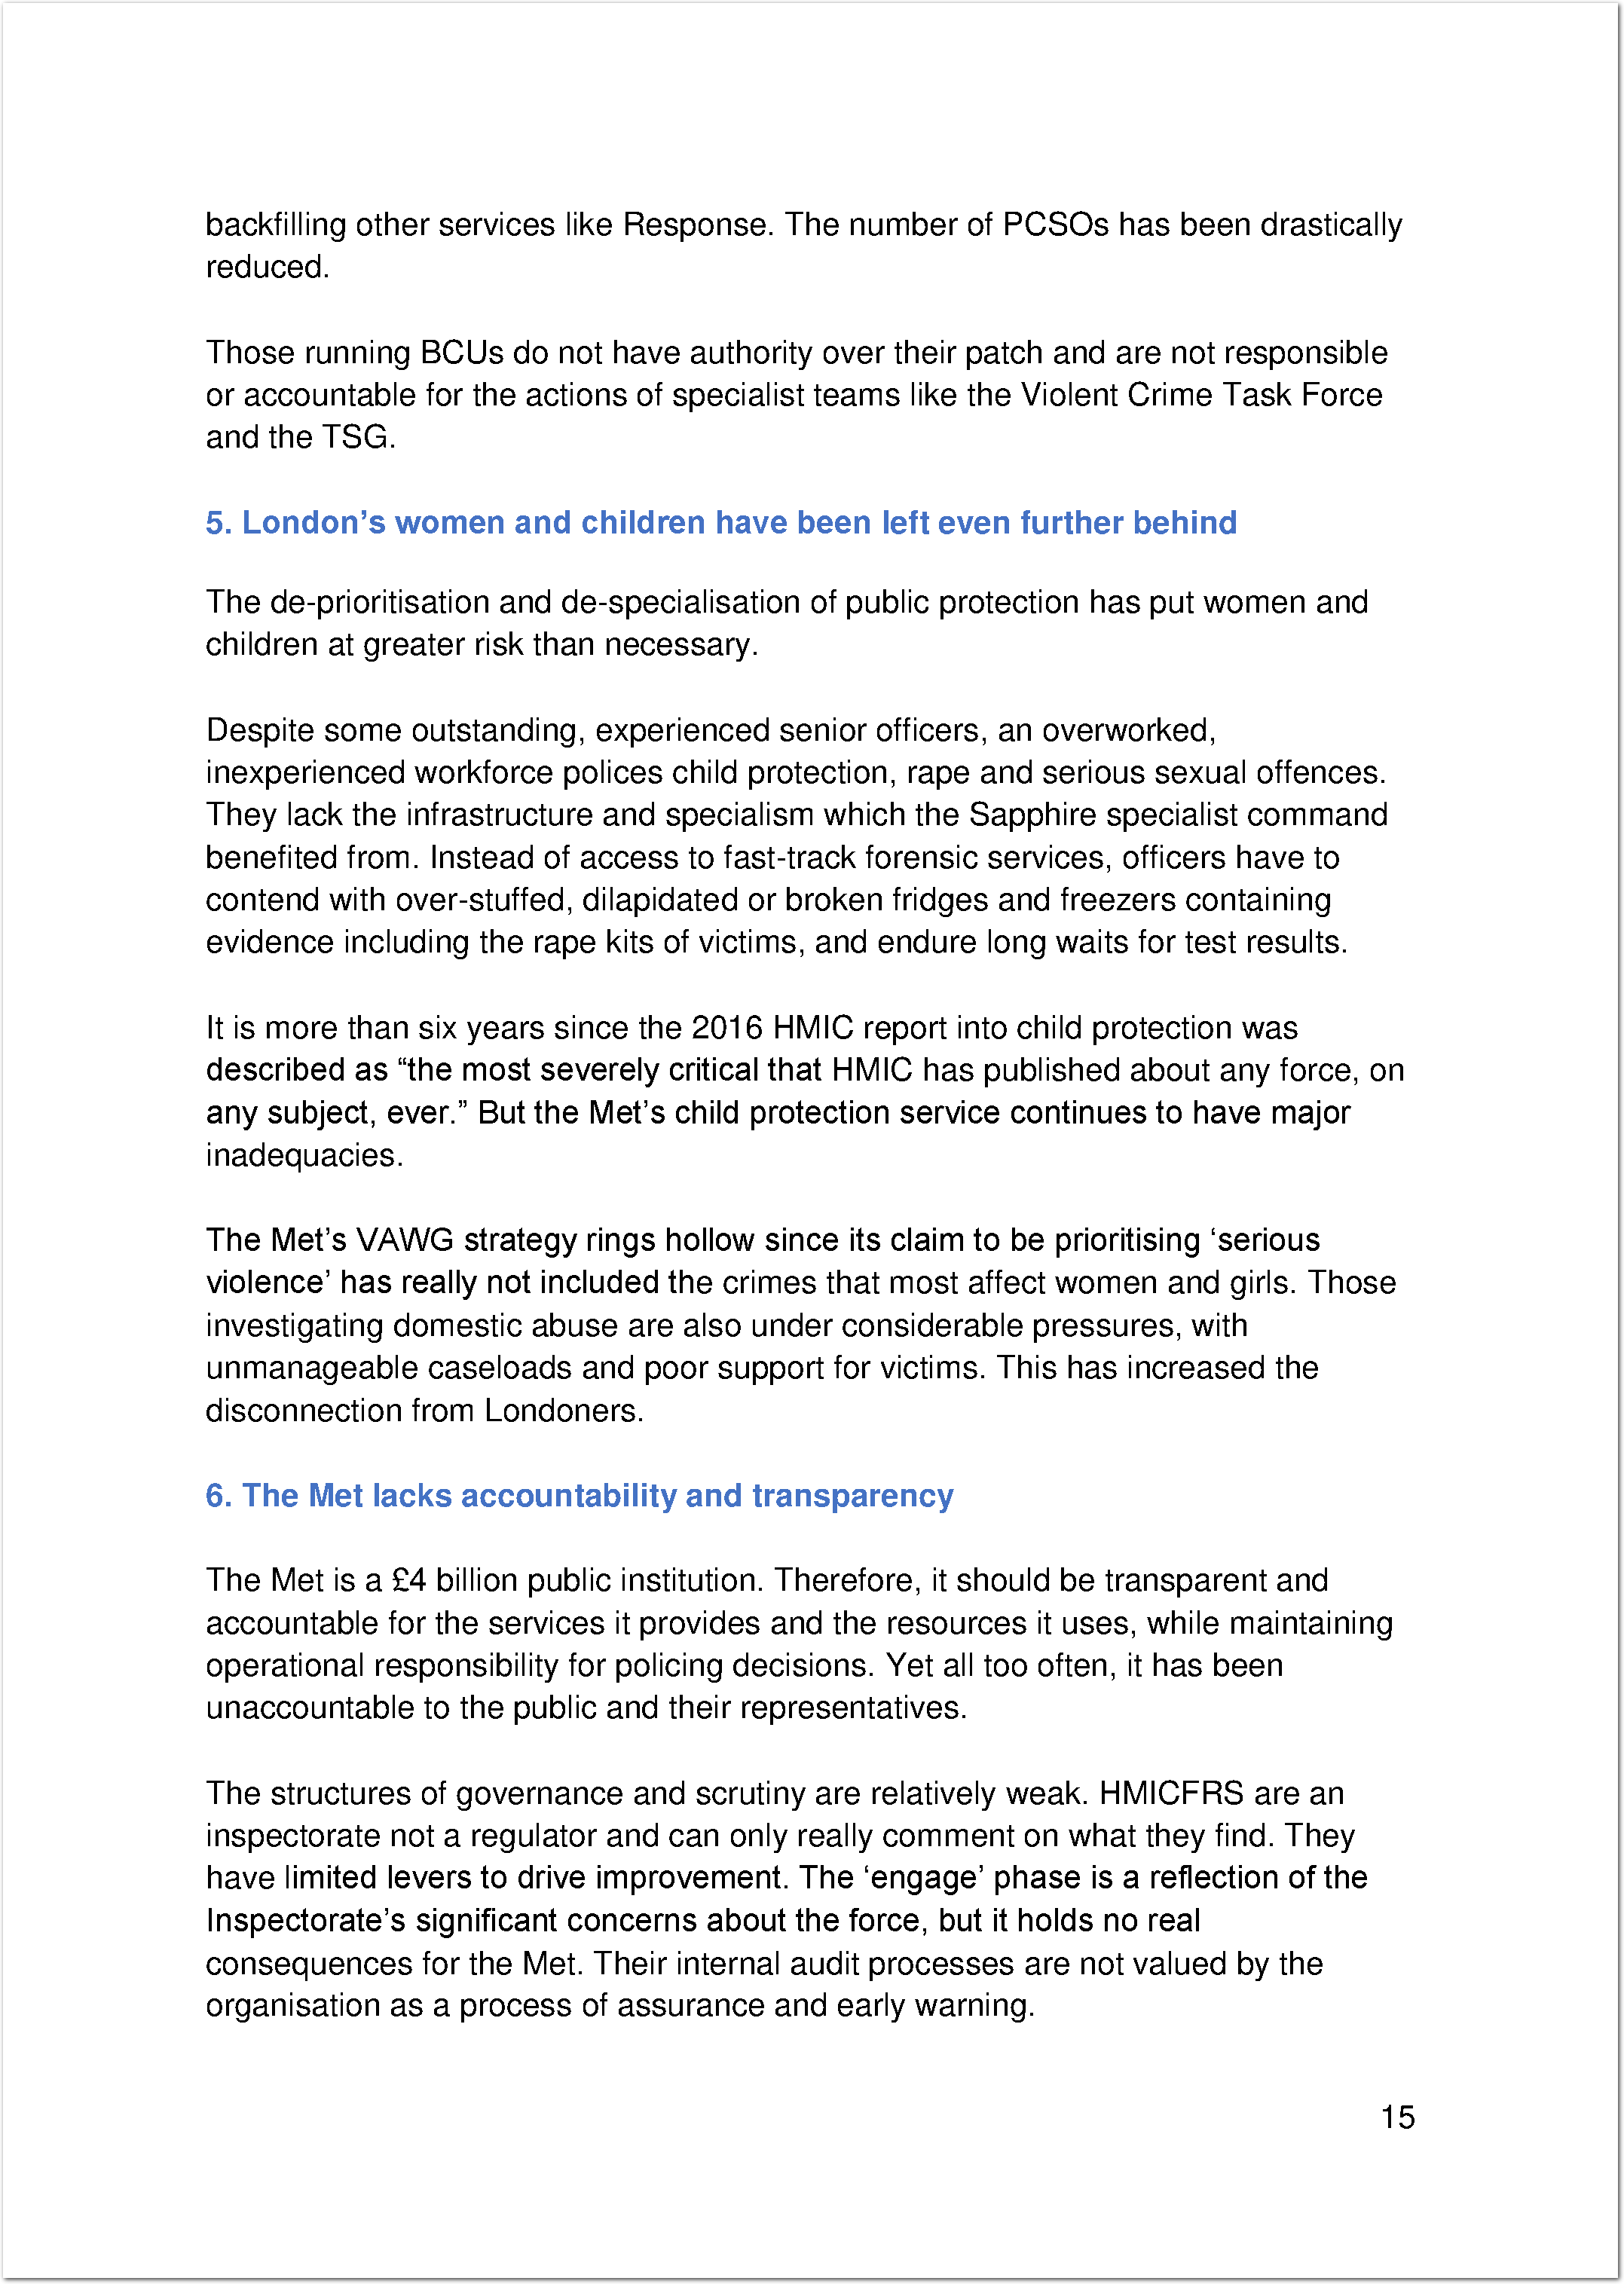 backfilling other services like Response. The number of PCSOs has been drastically
reduced.
Those running BCUs do not have authority over their patch and are not responsible
or accountable for the actions of specialist teams like the Violent Crime Task Force
and the TSG.
5. London’s women and children have been left even further behind
The de-prioritisation and de-specialisation of public protection has put women and
children at greater risk than necessary.
Despite some outstanding, experienced senior officers, an overworked,
inexperienced workforce polices child protection, rape and serious sexual offences.
They lack the infrastructure and specialism which the Sapphire specialist command
benefited from. Instead of access to fast-track forensic services, officers have to
contend with over-stuffed, dilapidated or broken fridges and freezers containing
evidence including the rape kits of victims, and endure long waits for test results.
It is more than six years since the 2016 HMIC report into child protection was
described as “the most severely critical that HMIC has published about any force, on
any subject, ever.” But the Met’s child protection service continues to have major
inadequacies.
The Met’s VAWG strategy rings hollow since its claim to be prioritising ‘serious
violence’ has really not included the crimes that most affect women and girls. Those
investigating domestic abuse are also under considerable pressures, with
unmanageable caseloads and poor support for victims. This has increased the
disconnection from Londoners.
6. The Met lacks accountability and transparency
The Met is a £4 billion public institution. Therefore, it should be transparent and
accountable for the services it provides and the resources it uses, while maintaining
operational responsibility for policing decisions. Yet all too often, it has been
unaccountable to the public and their representatives.
The structures of governance and scrutiny are relatively weak. HMICFRS are an
inspectorate not a regulator and can only really comment on what they find. They
have limited levers to drive improvement. The ‘engage’ phase is a reflection of the
Inspectorate’s significant concerns about the force, but it holds no real
consequences for the Met. Their internal audit processes are not valued by the
organisation as a process of assurance and early warning.
15